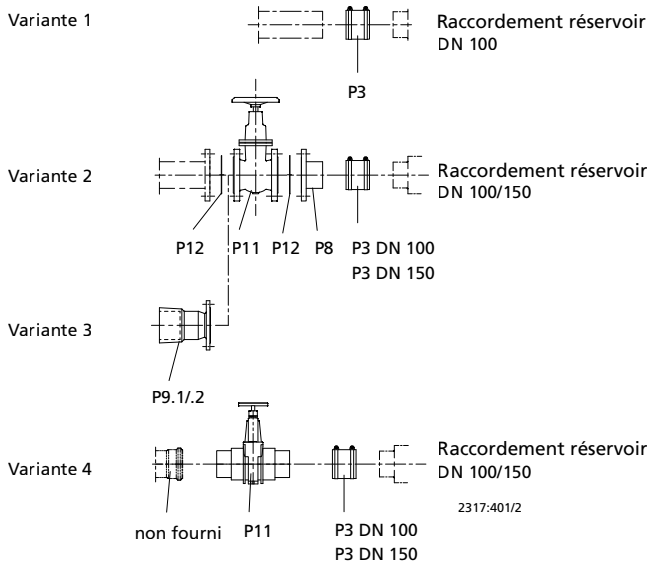 Variante 1
Raccordement réservoir
DN 100
P3
Variante 2
Raccordement réservoir
DN 100/150
P12
P11
P12
P8
P3 DN 100
P3 DN 150
Variante 3
P9.1/.2
Variante 4
Raccordement réservoir
DN 100/150
2317:401/2
non fourni
P11
P3 DN 100
P3 DN 150